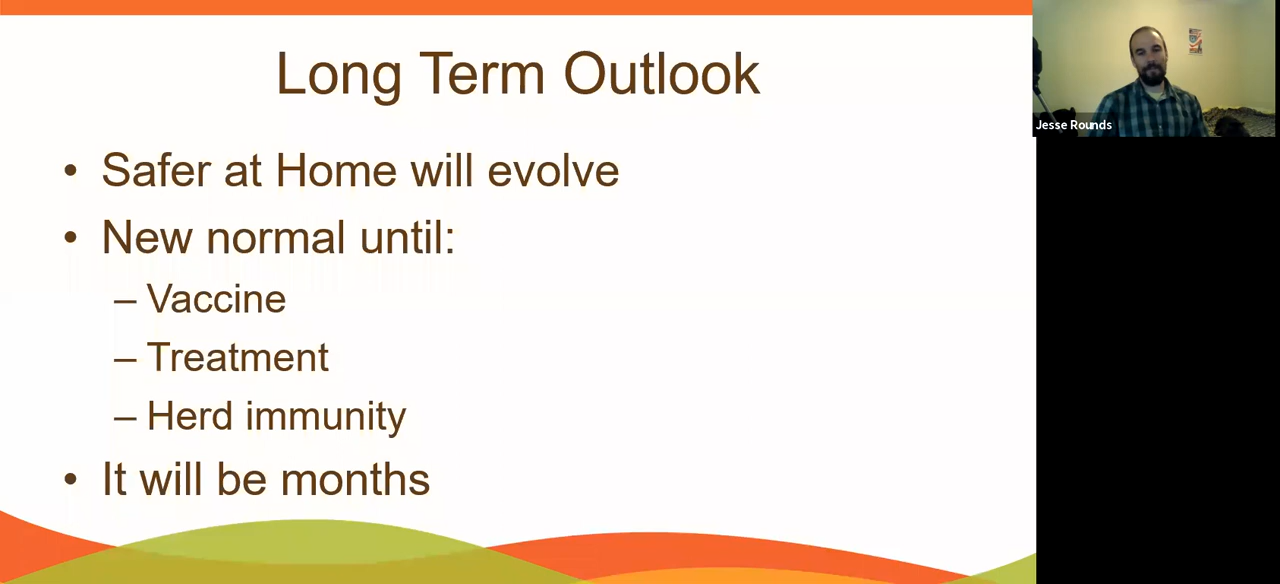 Long Term Outlook
• Safer at Home will evolve
• New normal until:
– Vaccine
– Treatment
– Herd immunity
• It will be months
Jesse Rounds